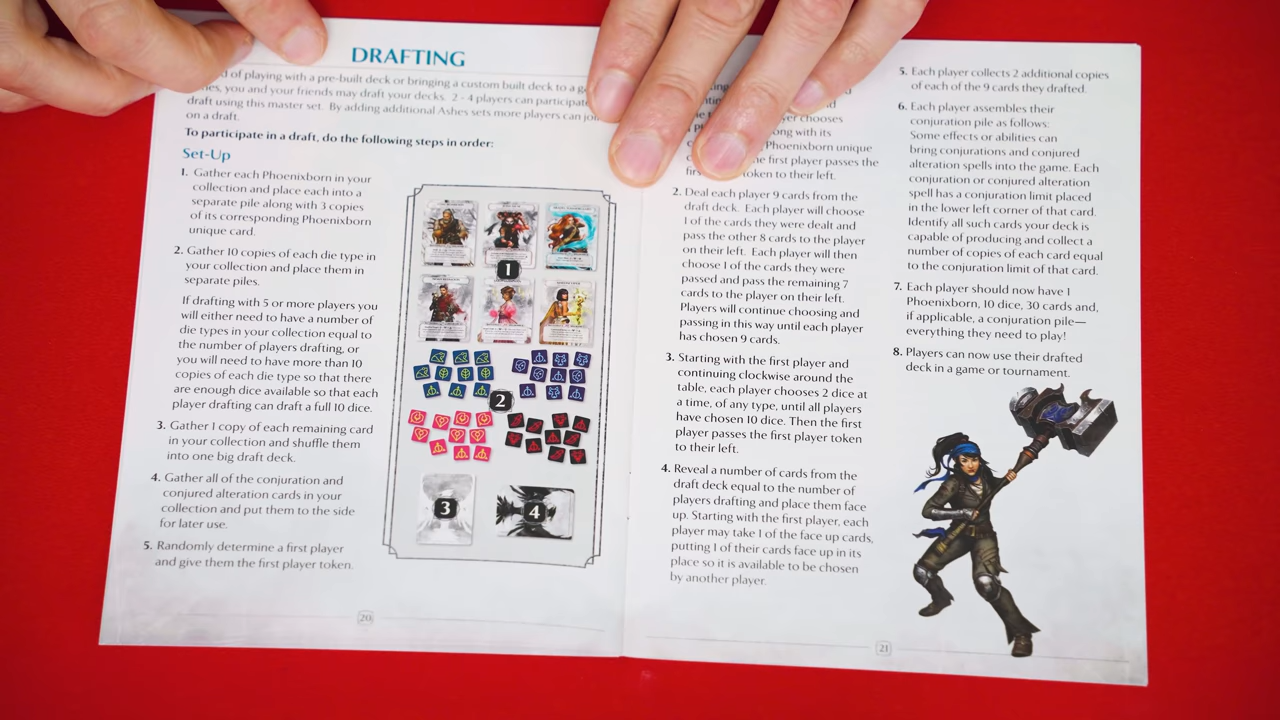 DRAFTING
of playing with a pre-built deck or bringing a custom built deck to a
you and your friends may draft your decks. 2 - 4 players can participate
draft using this master set. By adding additional Ashes sets more players can
on a draft.
To participate in a draft, do the following steps in order:
Set-Up
1. Gather each Phoenixborn in your
collection and place each into a
separate pile along with 3 copies
of its corresponding Phoenixborn
unique card.
2. Gather 10 copies of each die type in
your collection and place them in
separate piles.
If drafting with 5 or more players you
will either need to have a number of
die types in your collection equal to
the number of players drafting, or
you will need to have more than 10
copies of each die type so that there
are enough dice available so that each
player drafting can draft a full 10 dice.
3. Gather 1 copy of each remaining card
in your collection and shuffle them
into one big draft deck.
4. Gather all of the conjuration and
conjured alteration cards in your
collection and put them to the side
for later use.
5. Randomly determine a first player
and give them the first player token.
1
2
3
4
20
chooses
with its
Phoenixborn unique
first player passes the
token to their left.
2. Deal each player 9 cards from the
draft deck. Each player will choose
1 of the cards they were dealt and
pass the other 8 cards to the player
on their left. Each player will then
choose 1 of the cards they were
passed and pass the remaining 7
cards to the player on their left.
Players will continue choosing and
passing in this way until each player
has chosen 9 cards.
3. Starting with the first player and
continuing clockwise around the
table, each player chooses 2 dice at
a time, of any type, until all players
have chosen 10 dice. Then the first
player passes the first player token
to their left.
4. Reveal a number of cards from the
draft deck equal to the number of
players drafting and place them face
up. Starting with the first player, each
player may take 1 of the face up cards,
putting 1 of their cards face up in its
place so it is available to be chosen
by another player.
5. Each player collects 2 additional copies
of each of the 9 cards they drafted.
6. Each player assembles their
conjuration pile as follows:
Some effects or abilities can
bring conjurations and conjured
alteration spells into the game. Each
conjuration or conjured alteration
spell has a conjuration limit placed
in the lower left corner of that card.
Identify all such cards your deck is
capable of producing and collect a
number of copies of each card equal
to the conjuration limit of that card.
7. Each player should now have 1
Phoenixborn, 10 dice, 30 cards and,
if applicable, a conjuration pile—
everything they need to play!
8. Players can now use their drafted
deck in a game or tournament.
21